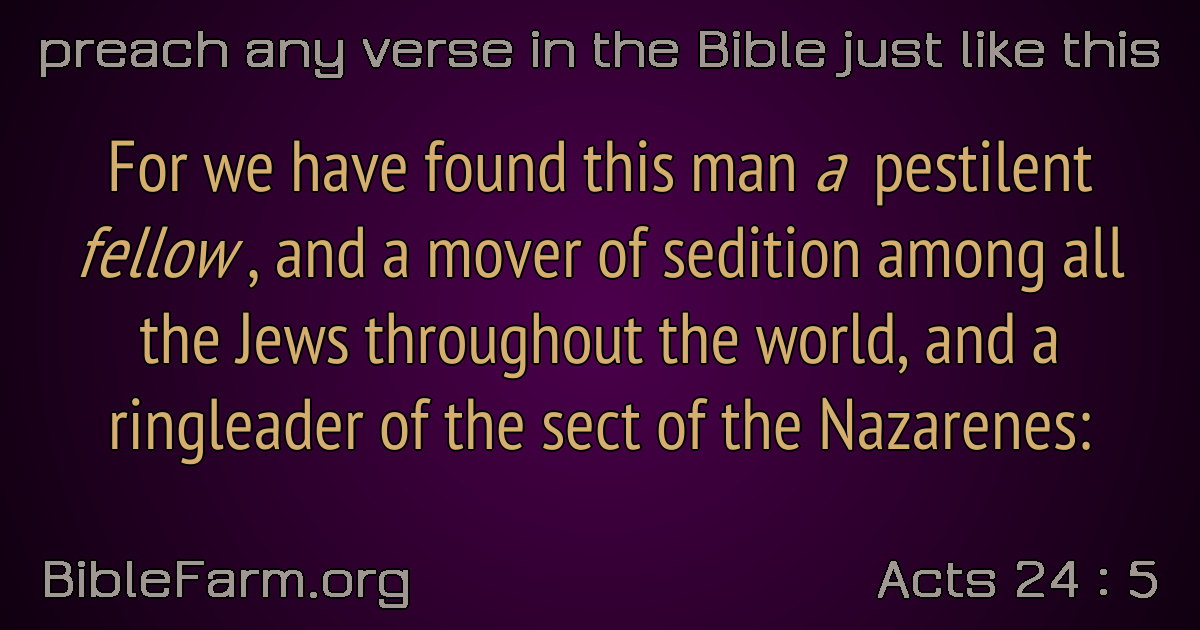 preach any verse in the Bible just like this
For we have found this man a pestilent
fellow , and a mover of sedition among all
the Jews throughout the world, and a
ringleader of the sect of the Nazarenes:
BibleFarm.org
Acts 24 : 5